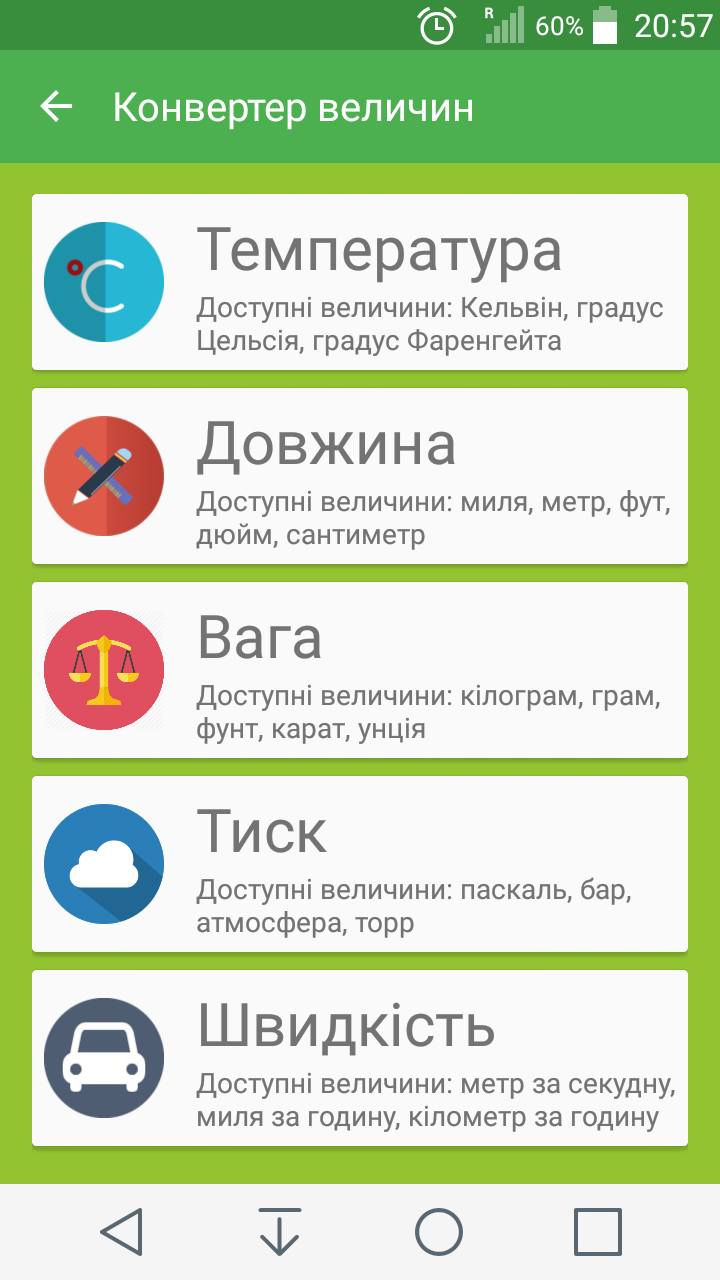 R 60% 20:57
Конвертер величин
Температура
Доступні величини: Кельвін, градус
Цельсія, градус Фаренгейта
Довжина
Доступні величини: миля, метр, фут,
дюйм, сантиметр
Вага
Доступні величини: кілограм, грам,
фунт, карат, унція
Тиск
Доступні величини: паскаль, бар,
атмосфера, торр
Швидкість
Доступні величини: метр за секудну,
миля за годину, кілометр за годину